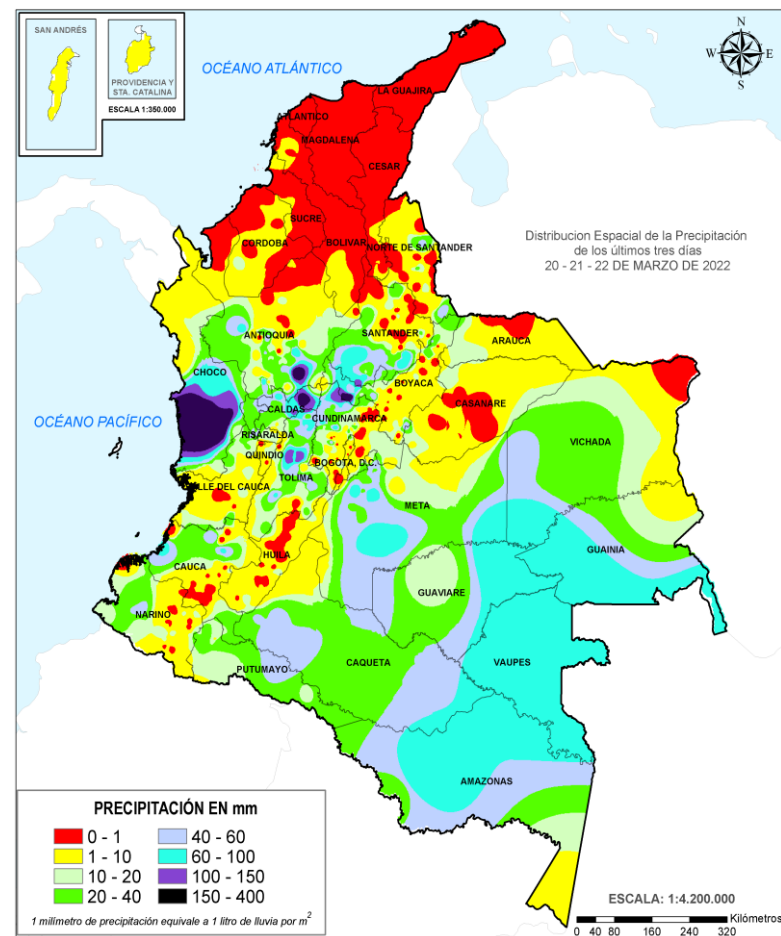 SAN ANDRÉS
PROVIDENCIA Y
STA. CATALINA
ESCALA 1:350.000
OCÉANO ATLÁNTICO
N
W E
S
LA GUAJIRA
ATLANTICO
MAGDALENA
CESAR
SUCRE
CORDOBA
BOLIVAR
NORTE DE SANTANDER
Distribucion Espacial de la Precipitación
de los últimos tres días
20 - 21 - 22 DE MARZO DE 2022
ANTIOQUIA
SANTANDER
ARAUCA
CHOCO
BOYACA
CASANARE
OCÉANO PACÍFICO
CALDAS
CUNDINAMARCA
RISARALDA
VICHADA
QUINDIO
BOGOTA, D.C.
TOLIMA
VALLE DEL CAUCA
META
GUAINIA
HUILA
CAUCA
GUAVIARE
NARINO
CAQUETA
VAUPES
PUTUMAYO
AMAZONAS
PRECIPITACIÓN EN mm
0 - 1
1 - 10
10 - 20
20 - 40
40 - 60
60 - 100
100 - 150
150 - 400
1 milímetro de precipitación equivale a 1 litro de lluvia por m²
ESCALA: 1:4.200.000
Kilómetros
0 40 80 160 240 320